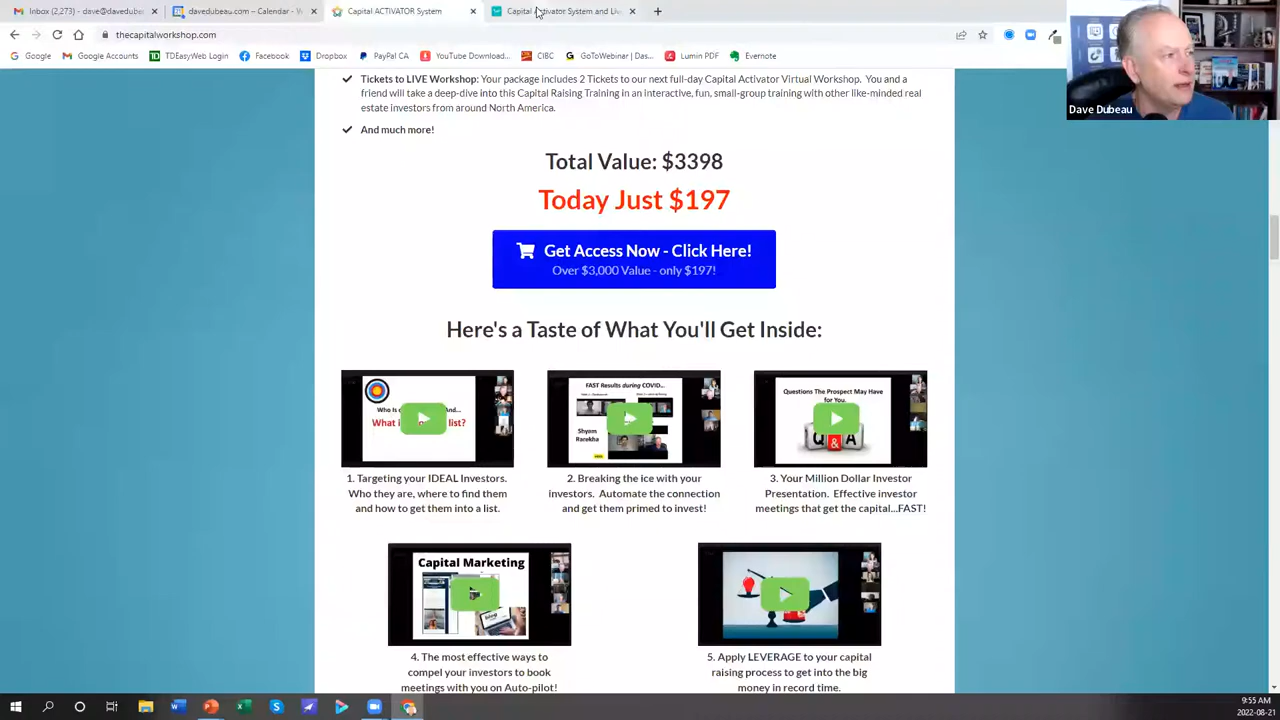 Inbox (2,273) - dave@davedubea
davedubeau.com - Calendar - W
Capital ACTIVATOR System
Capital Activator System and Liv
thecapitalworkshop.com
Google
Google Accounts
TDEasyWeb Login
Facebook
Dropbox
PayPal CA
YouTube Download...
CIBC
GoToWebinar | Das...
Lumin PDF
Evernote
Dave Dubeau
Tickets to LIVE Workshop: Your package includes 2 Tickets to our next full-day Capital Activator Virtual Workshop. You and a
friend will take a deep-dive into this Capital Raising Training in an interactive, fun, small-group training with other like-minded real
estate investors from around North America.
And much more!
Total Value: $3398
Today Just $197
Get Access Now - Click Here!
Over $3,000 Value - only $197!
Here's a Taste of What You'll Get Inside:
FAST Results during COVID...
Shyam
Rarekha
Questions The Prospect May Have
for You.
Q & A
1. Targeting your IDEAL Investors.
Who they are, where to find them
and how to get them into a list.
2. Breaking the ice with your
investors. Automate the connection
and get them primed to invest!
3. Your Million Dollar Investor
Presentation. Effective investor
meetings that get the capital...FAST!
Capital Marketing
4. The most effective ways to
compel your investors to book
meetings with you on Auto-pilot!
5. Apply LEVERAGE to your capital
raising process to get into the big
money in record time.
9:55 AM
2022-08-21